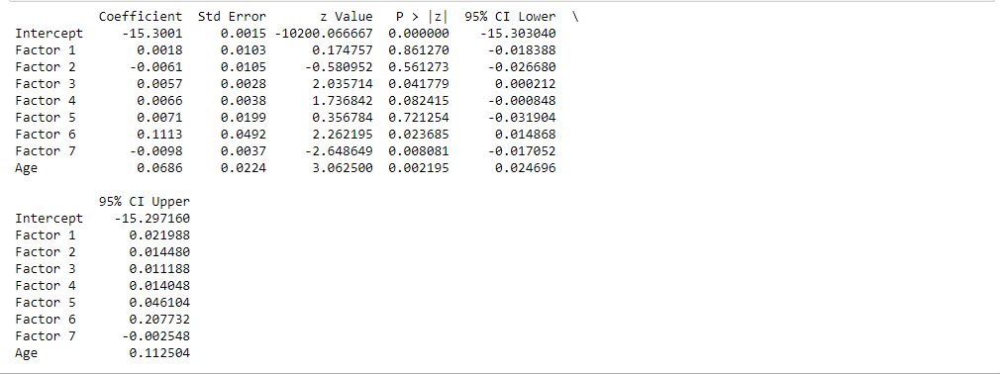 Coefficient Std Error z Value P > |z| 95% CI Lower \
Intercept -15.3001 0.0015 -10200.066667 0.000000 -15.303040
Factor 1 0.0018 0.0103 0.174757 0.861270 -0.018388
Factor 2 -0.0061 0.0105 -0.580952 0.561273 -0.026680
Factor 3 0.0057 0.0028 2.035714 0.041779 0.000212
Factor 4 0.0066 0.0038 1.736842 0.082415 -0.000848
Factor 5 0.0071 0.0199 0.356784 0.721254 -0.031904
Factor 6 0.1113 0.0492 2.262195 0.023685 0.014868
Factor 7 -0.0098 0.0037 -2.648649 0.008081 -0.017052
Age 0.0686 0.0224 3.062500 0.002195 0.024696
95% CI Upper
Intercept -15.297160
Factor 1 0.021988
Factor 2 0.014480
Factor 3 0.011188
Factor 4 0.014048
Factor 5 0.046104
Factor 6 0.207732
Factor 7 -0.002548
Age 0.112504